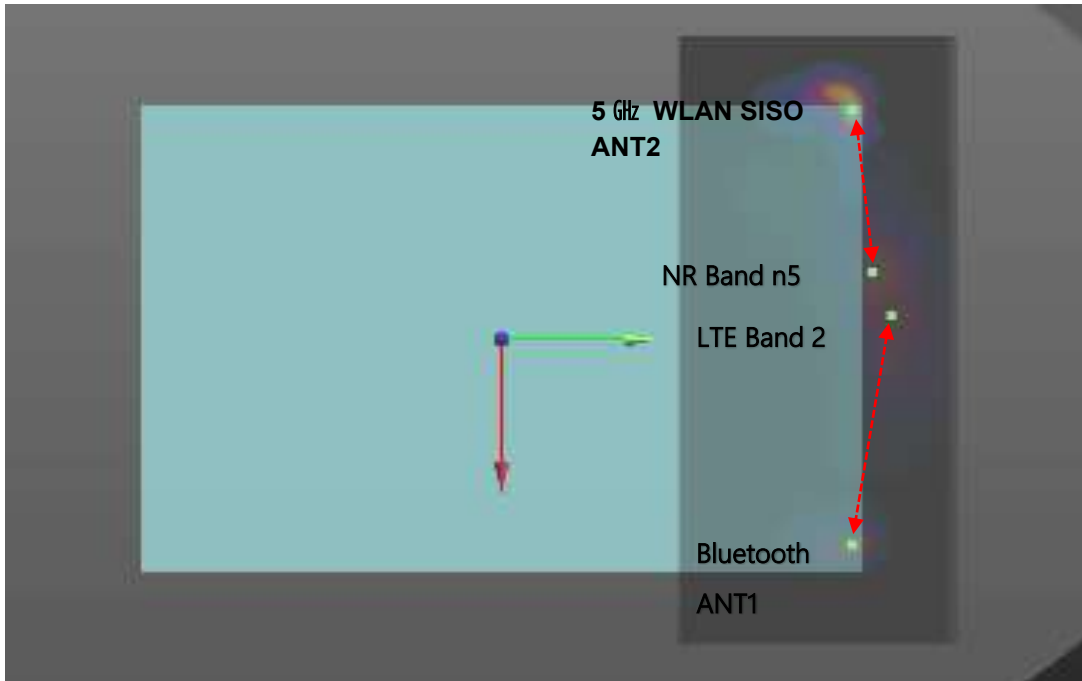 5 GHz WLAN SISO
ANT2
NR Band n5
LTE Band 2
Bluetooth
ANT1